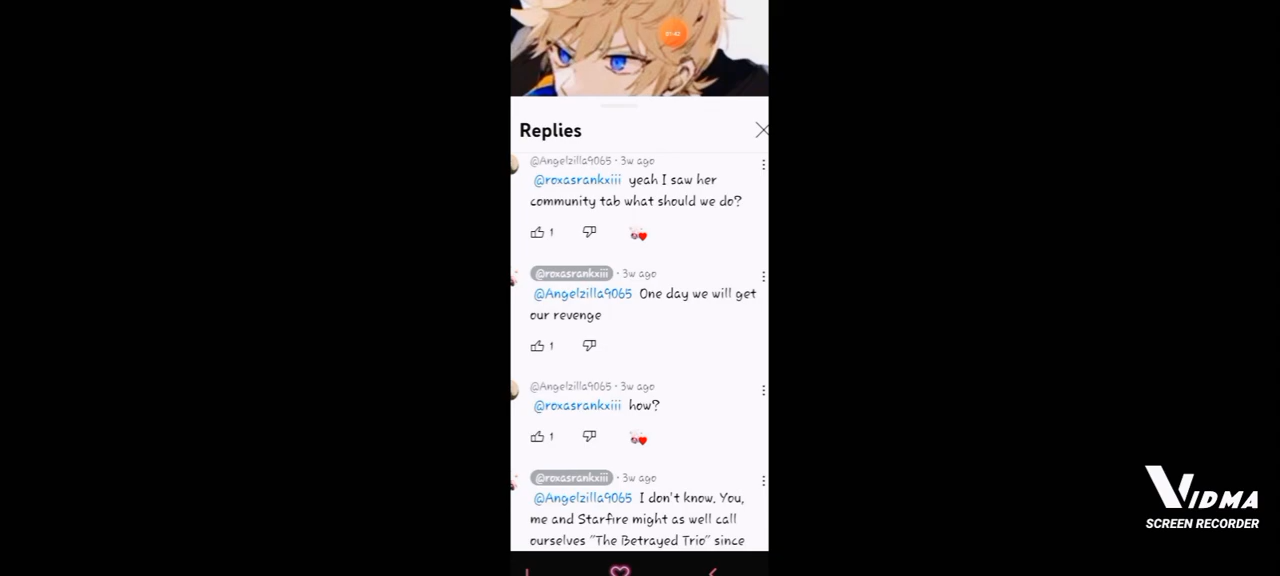 01:42
Replies
@Angelzilla9065 · 3w ago
@roxasrankxiii yeah I saw her
community tab what should we do?
1
@roxasrankxiii · 3w ago
@Angelzilla9065 One day we will get
our revenge
1
@Angelzilla9065 · 3w ago
@roxasrankxiii how?
1
@roxasrankxiii · 3w ago
@Angelzilla9065 I don't know. You,
me and Starfire might as well call
ourselves "The Betrayed Trio" since
VIDMA
SCREEN RECORDER